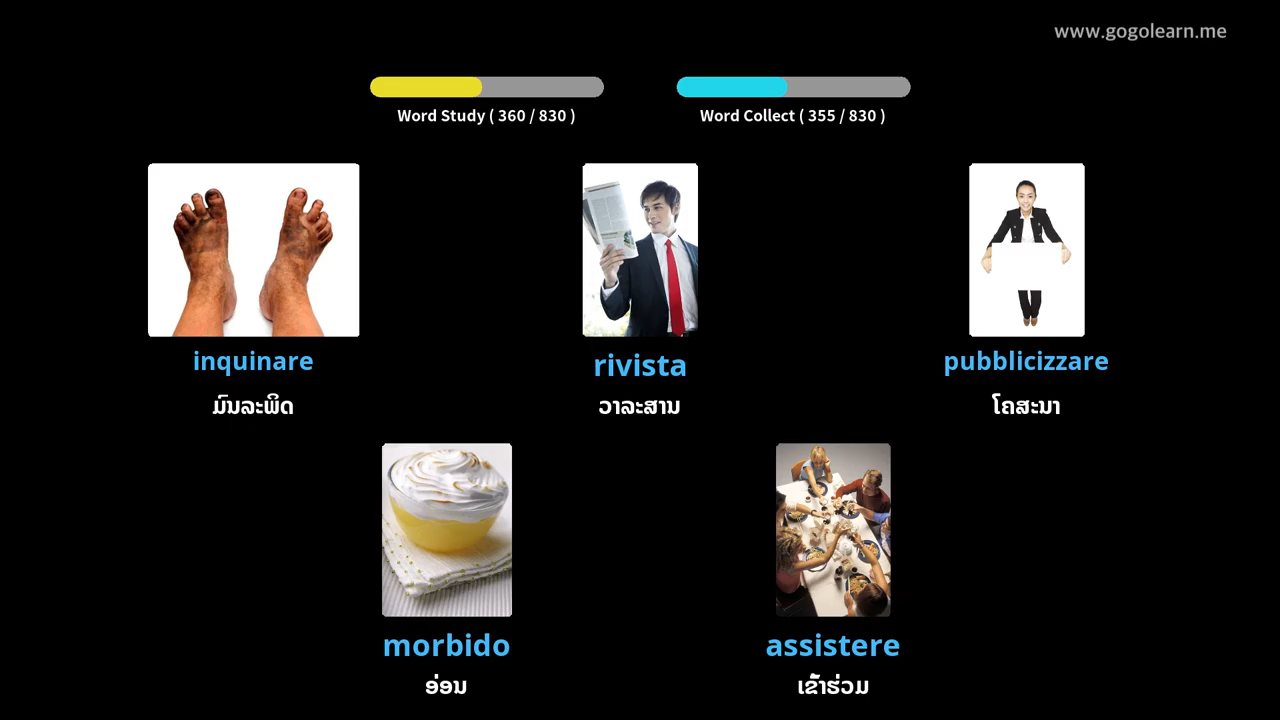 www.gogolearn.me
Word Study ( 360 / 830 )
Word Collect ( 355 / 830 )
inquinare
ມົນລະພິດ
rivista
ວາລະສານ
pubblicizzare
ໂຄສະນາ
morbido
ອ່ອນ
assistere
ເຂົ້າຮ່ວມ